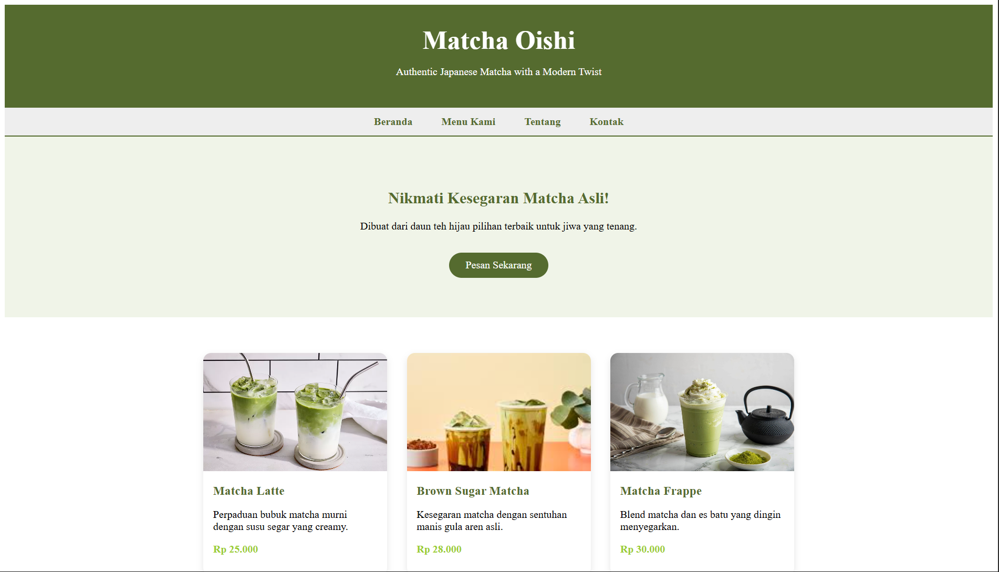 Matcha Oishi
Authentic Japanese Matcha with a Modern Twist
Beranda Menu Kami Tentang Kontak
Nikmati Kesegaran Matcha Asli!
Dibuat dari daun teh hijau pilihan terbaik untuk jiwa yang tenang.
Pesan Sekarang
Matcha Latte
Perpaduan bubuk matcha murni
dengan susu segar yang creamy.
Rp 25.000
Brown Sugar Matcha
Kesegaran matcha dengan sentuhan
manis gula aren asli.
Rp 28.000
Matcha Frappe
Blend matcha dan es batu yang dingin
menyegarkan.
Rp 30.000